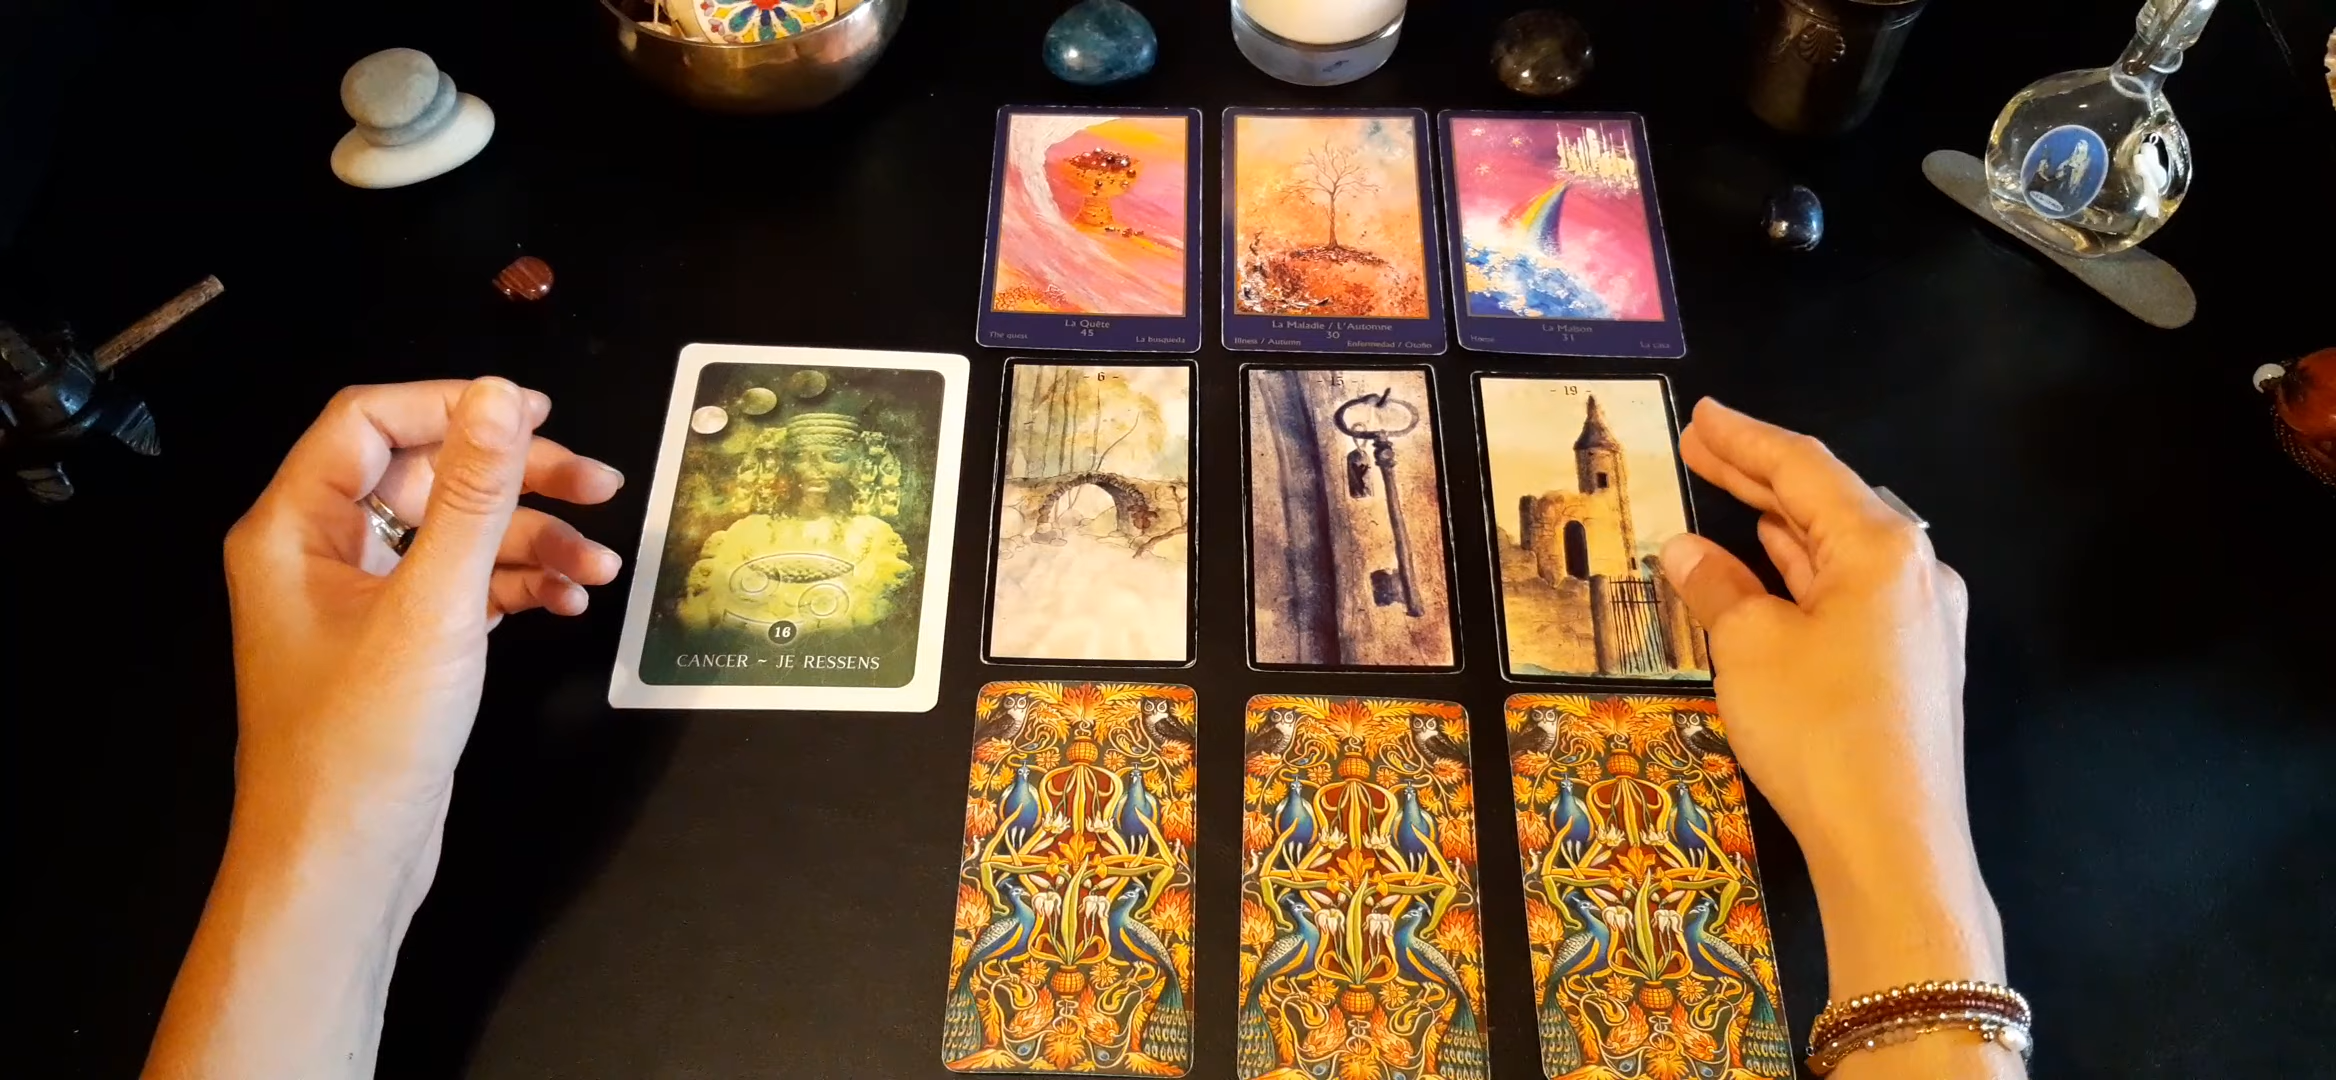 La Quête
45
The quest
La busqueda
La Maladie / L'Automne
30
Illness / Autumn
Enfermedad / Otoño
La Maison
31
Home
La casa
- 6 -
- 15 -
- 19 -
16
CANCER ~ JE RESSENS